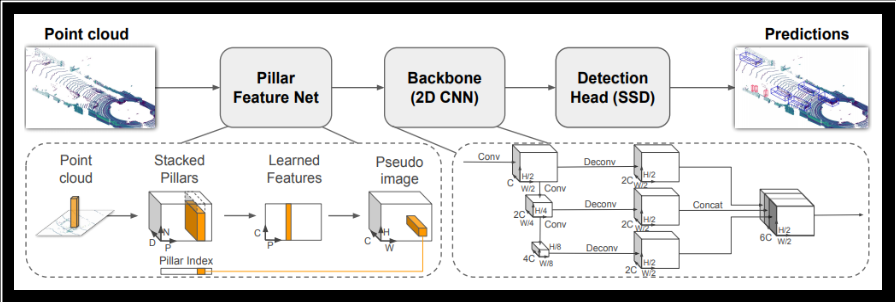 Point cloud
Predictions
Pillar
Feature Net
Backbone
(2D CNN)
Detection
Head (SSD)
Point
cloud
Stacked
Pillars
Learned
Features
Pseudo
image
N
D
P
C
P
H
C
W
Pillar Index
Conv
H/2
C
W/2
Conv
H/4
2C
W/4
Conv
H/8
4C
W/8
Deconv
H/2
2C
W/2
Deconv
H/2
2C
W/2
Deconv
H/2
2C
W/2
Concat
H/2
6C
W/2